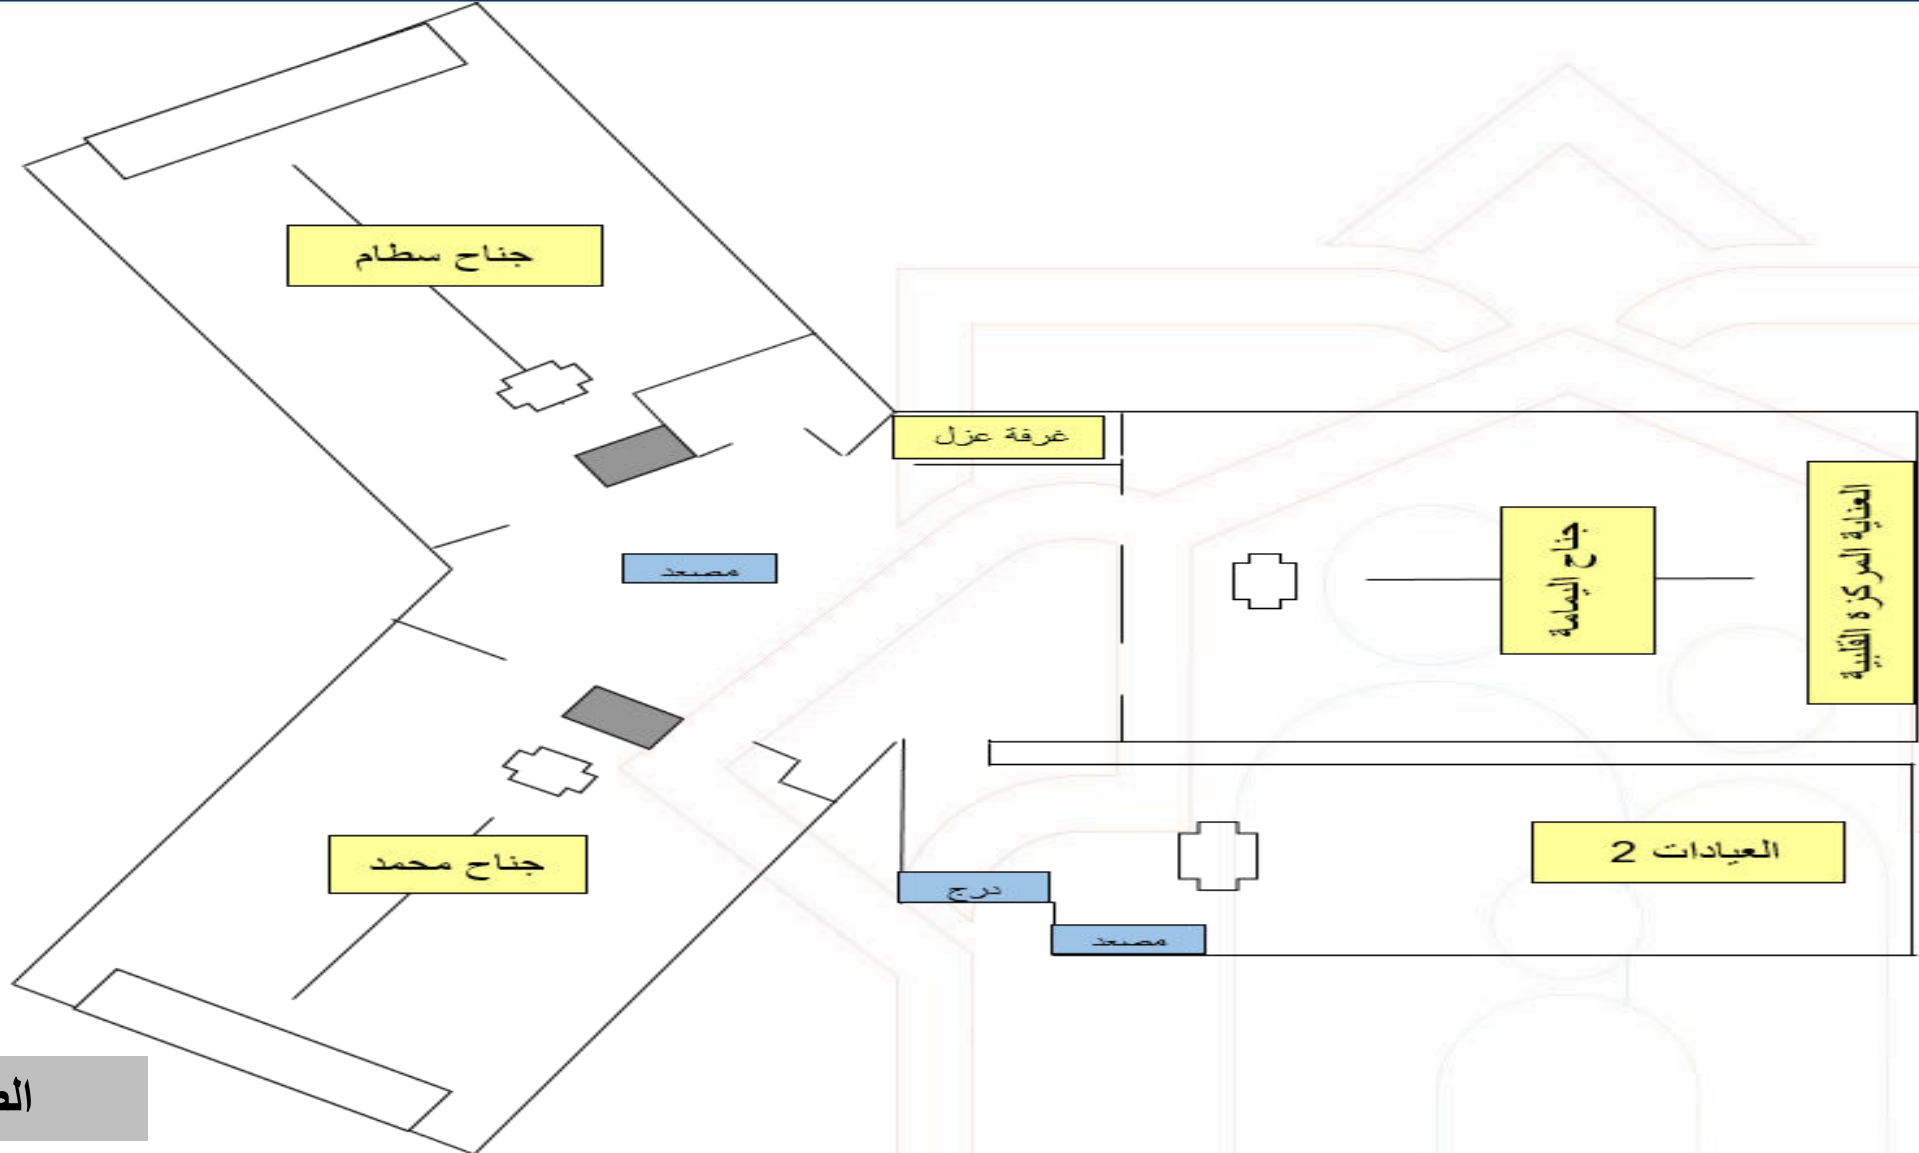 جناح سطام
غرفة عزل
العناية المركزة القلبية
جناح اليمامة
مصعد
جناح محمد
العيادات 2
درج
مصعد